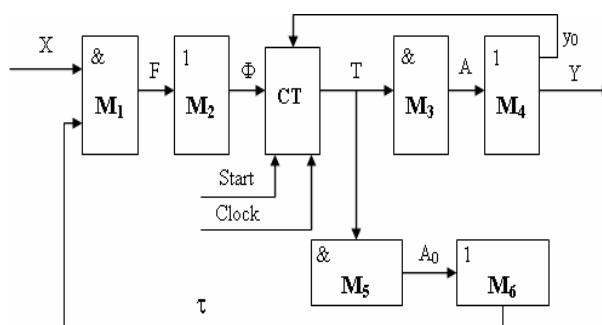 X
&
M₁
F
1
M₂
Φ
CT
T
&
M₃
A
1
M₄
y₀
Y
Start
Clock
&
M₅
A₀
1
M₆
τ